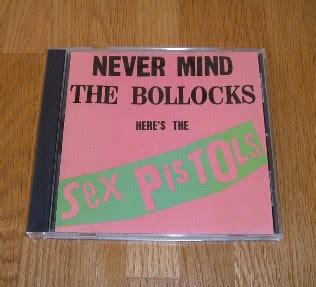 NEVER MIND
THE BOLLOCKS
HERE'S THE
Sex PiSTOLs